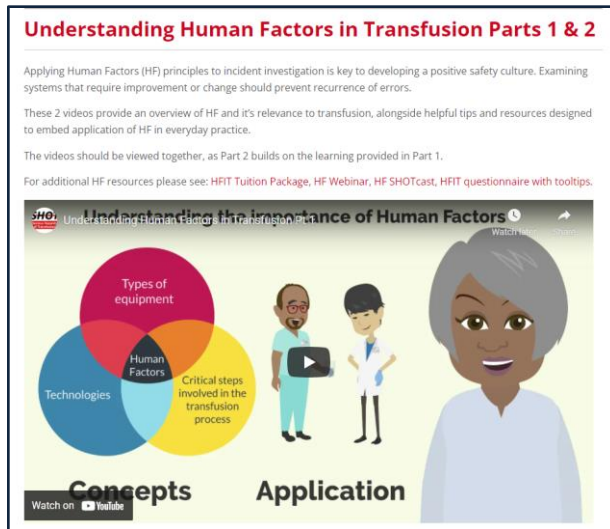 Understanding Human Factors in Transfusion Parts 1 & 2
Applying Human Factors (HF) principles to incident investigation is key to developing a positive safety culture. Examining
systems that require improvement or change should prevent recurrence of errors.
These 2 videos provide an overview of HF and it's relevance to transfusion, alongside helpful tips and resources designed
to embed application of HF in everyday practice.
The videos should be viewed together, as Part 2 builds on the learning provided in Part 1.
For additional HF resources please see: HFIT Tuition Package, HF Webinar, HF SHOTcast, HFIT questionnaire with tooltips.
SHOT
Understanding Human Factors in Transfusion Pt 1
Understanding the importance of Human Factors
Watch later
Share
Types of
equipment
Human
Factors
Technologies
Critical steps
involved in the
transfusion
process
Concepts
Application
Watch on YouTube